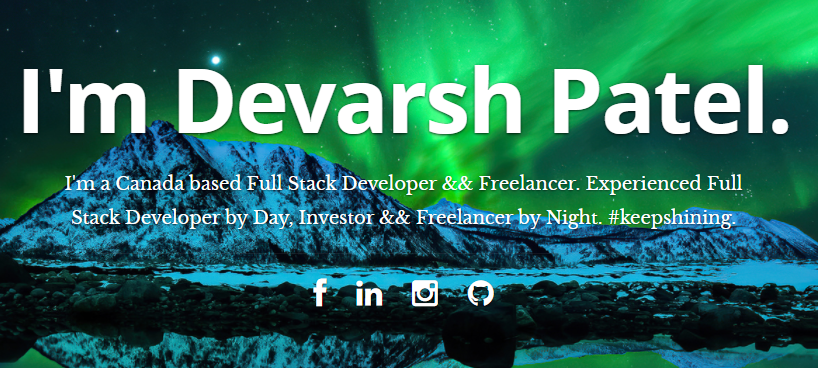 I'm Devarsh Patel.
I'm a Canada based Full Stack Developer && Freelancer. Experienced Full
Stack Developer by Day, Investor && Freelancer by Night. #keepshining.